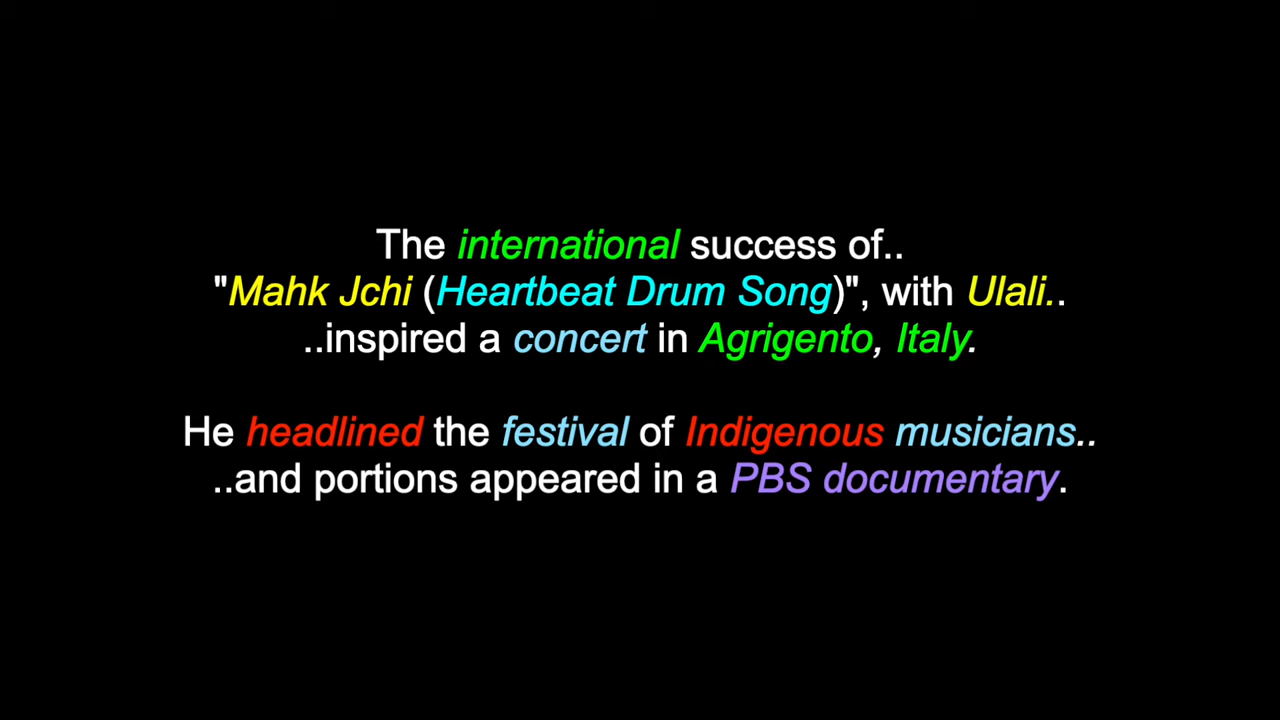 The international success of..
"Mahk Jchi (Heartbeat Drum Song)", with Ulali..
..inspired a concert in Agrigento, Italy.
He headlined the festival of Indigenous musicians..
..and portions appeared in a PBS documentary.